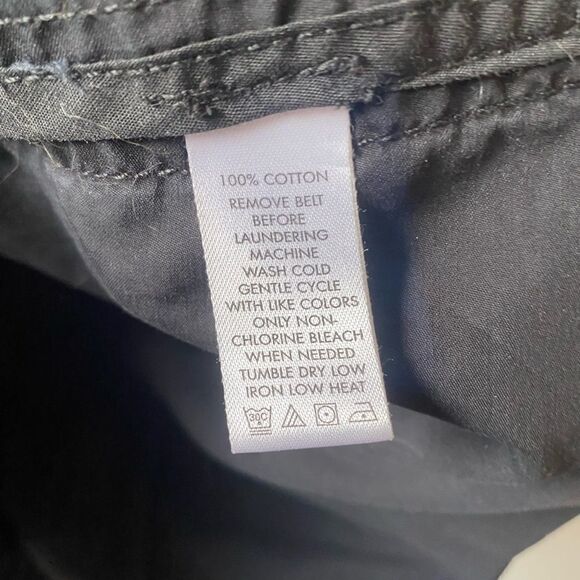 100% COTTON
REMOVE BELT
BEFORE
LAUNDERING
MACHINE
WASH COLD
GENTLE CYCLE
WITH LIKE COLORS
ONLY NON-
CHLORINE BLEACH
WHEN NEEDED
TUMBLE DRY LOW
IRON LOW HEAT
30C